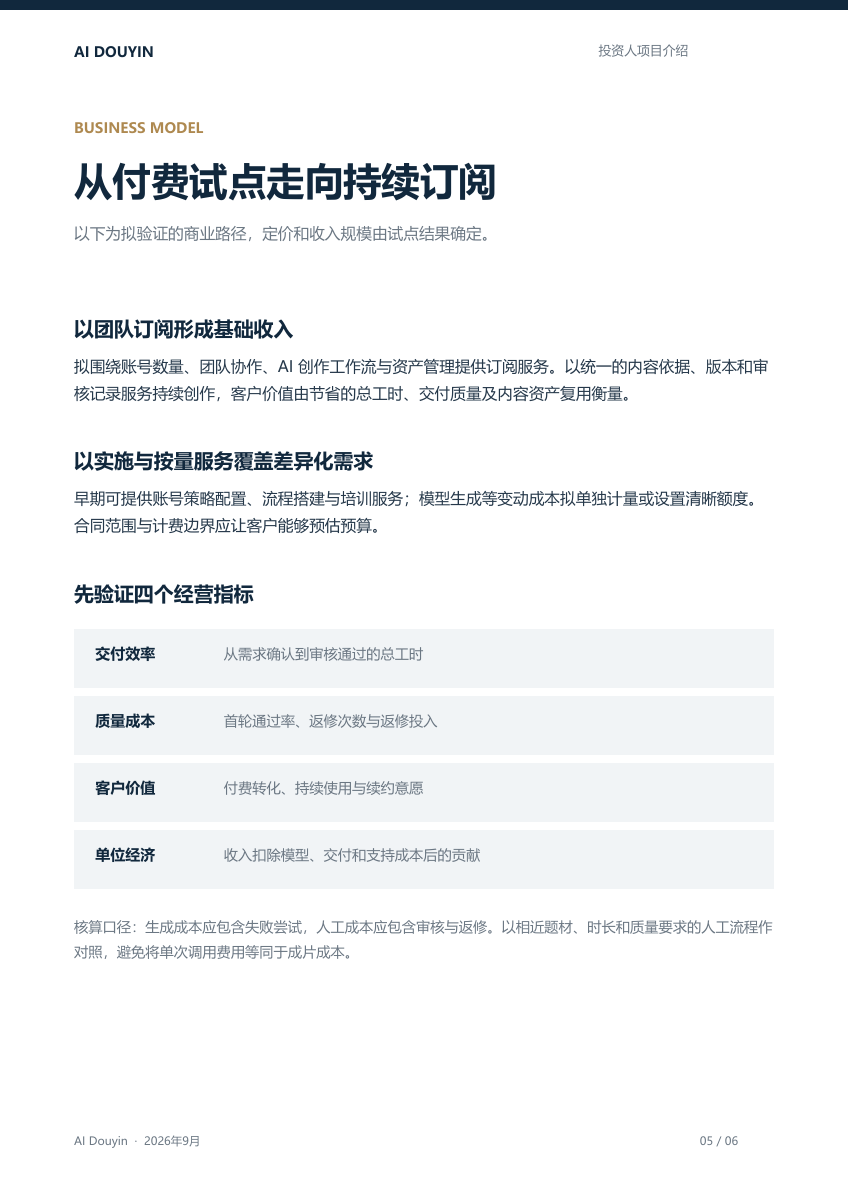 AI DOUYIN
投资人项目介绍
BUSINESS MODEL
从付费试点走向持续订阅
以下为拟验证的商业路径，定价和收入规模由试点结果确定。
以团队订阅形成基础收入
拟围绕账号数量、团队协作、AI 创作工作流与资产管理提供订阅服务。以统一的内容依据、版本和审
核记录服务持续创作，客户价值由节省的总工时、交付质量及内容资产复用衡量。
以实施与按量服务覆盖差异化需求
早期可提供账号策略配置、流程搭建与培训服务；模型生成等变动成本拟单独计量或设置清晰额度。
合同范围与计费边界应让客户能够预估预算。
先验证四个经营指标
交付效率 从需求确认到审核通过的总工时
质量成本 首轮通过率、返修次数与返修投入
客户价值 付费转化、持续使用与续约意愿
单位经济 收入扣除模型、交付和支持成本后的贡献
核算口径：生成成本应包含失败尝试，人工成本应包含审核与返修。以相近题材、时长和质量要求的人工流程作
对照，避免将单次调用费用等同于成片成本。
AI Douyin · 2026年9月
05 / 06